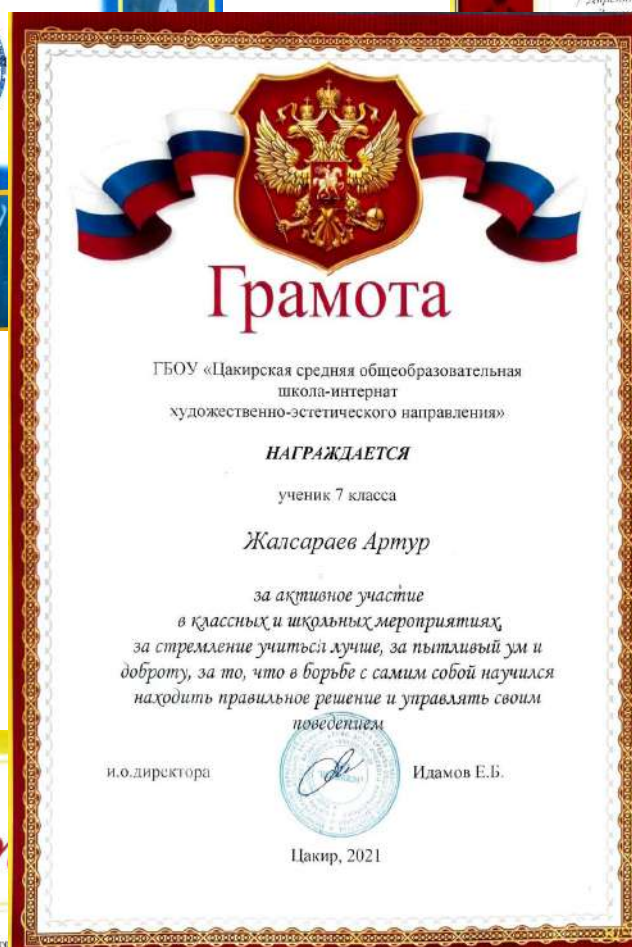 Грамота
ГБОУ «Цакирская средняя общеобразовательная
школа-интернат
художественно-эстетического направления»
НАГРАЖДАЕТСЯ
ученик 7 класса
Жалсараев Артур
за активное участие
в классных и школьных мероприятиях,
за стремление учиться лучше, за пытливый ум и
доброту, за то, что в борьбе с самим собой научился
находить правильное решение и управлять своим
поведением
и.о.директора Идамов Е.Б.
Цакир, 2021